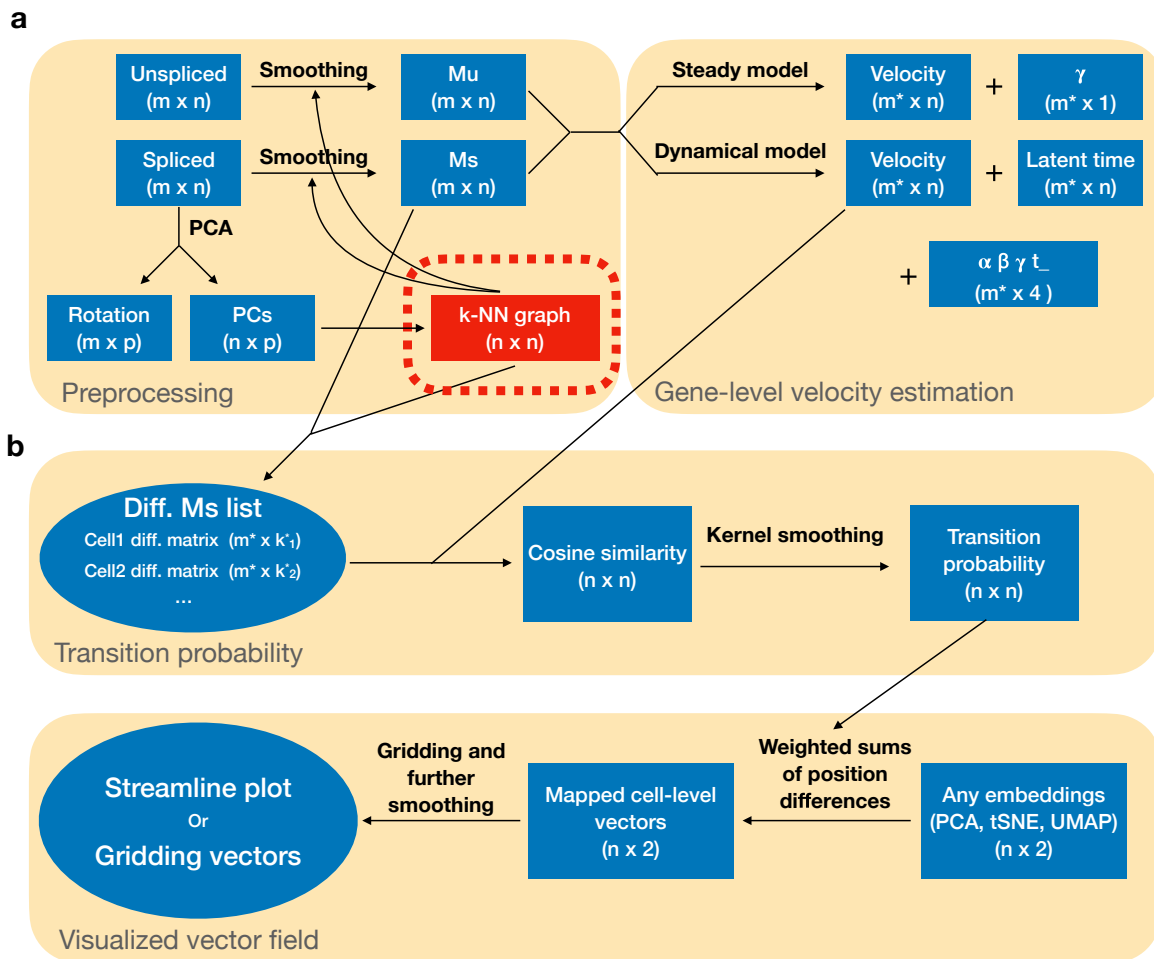 a
Unspliced
(m x n)
Smoothing
Mu
(m x n)
Steady model
Velocity
(m* x n)
+
γ
(m* x 1)
Spliced
(m x n)
Smoothing
Ms
(m x n)
Dynamical model
Velocity
(m* x n)
+
Latent time
(m* x n)
PCA
+
α β γ t_
(m* x 4 )
Rotation
(m x p)
PCs
(n x p)
k-NN graph
(n x n)
Preprocessing
Gene-level velocity estimation
b
Diff. Ms list
Cell1 diff. matrix (m* x k*1)
Cell2 diff. matrix (m* x k*2)
...
Cosine similarity
(n x n)
Kernel smoothing
Transition
probability
(n x n)
Transition probability
Streamline plot
Or
Gridding vectors
Gridding and
further
smoothing
Mapped cell-level
vectors
(n x 2)
Weighted sums
of position
differences
Any embeddings
(PCA, tSNE, UMAP)
(n x 2)
Visualized vector field